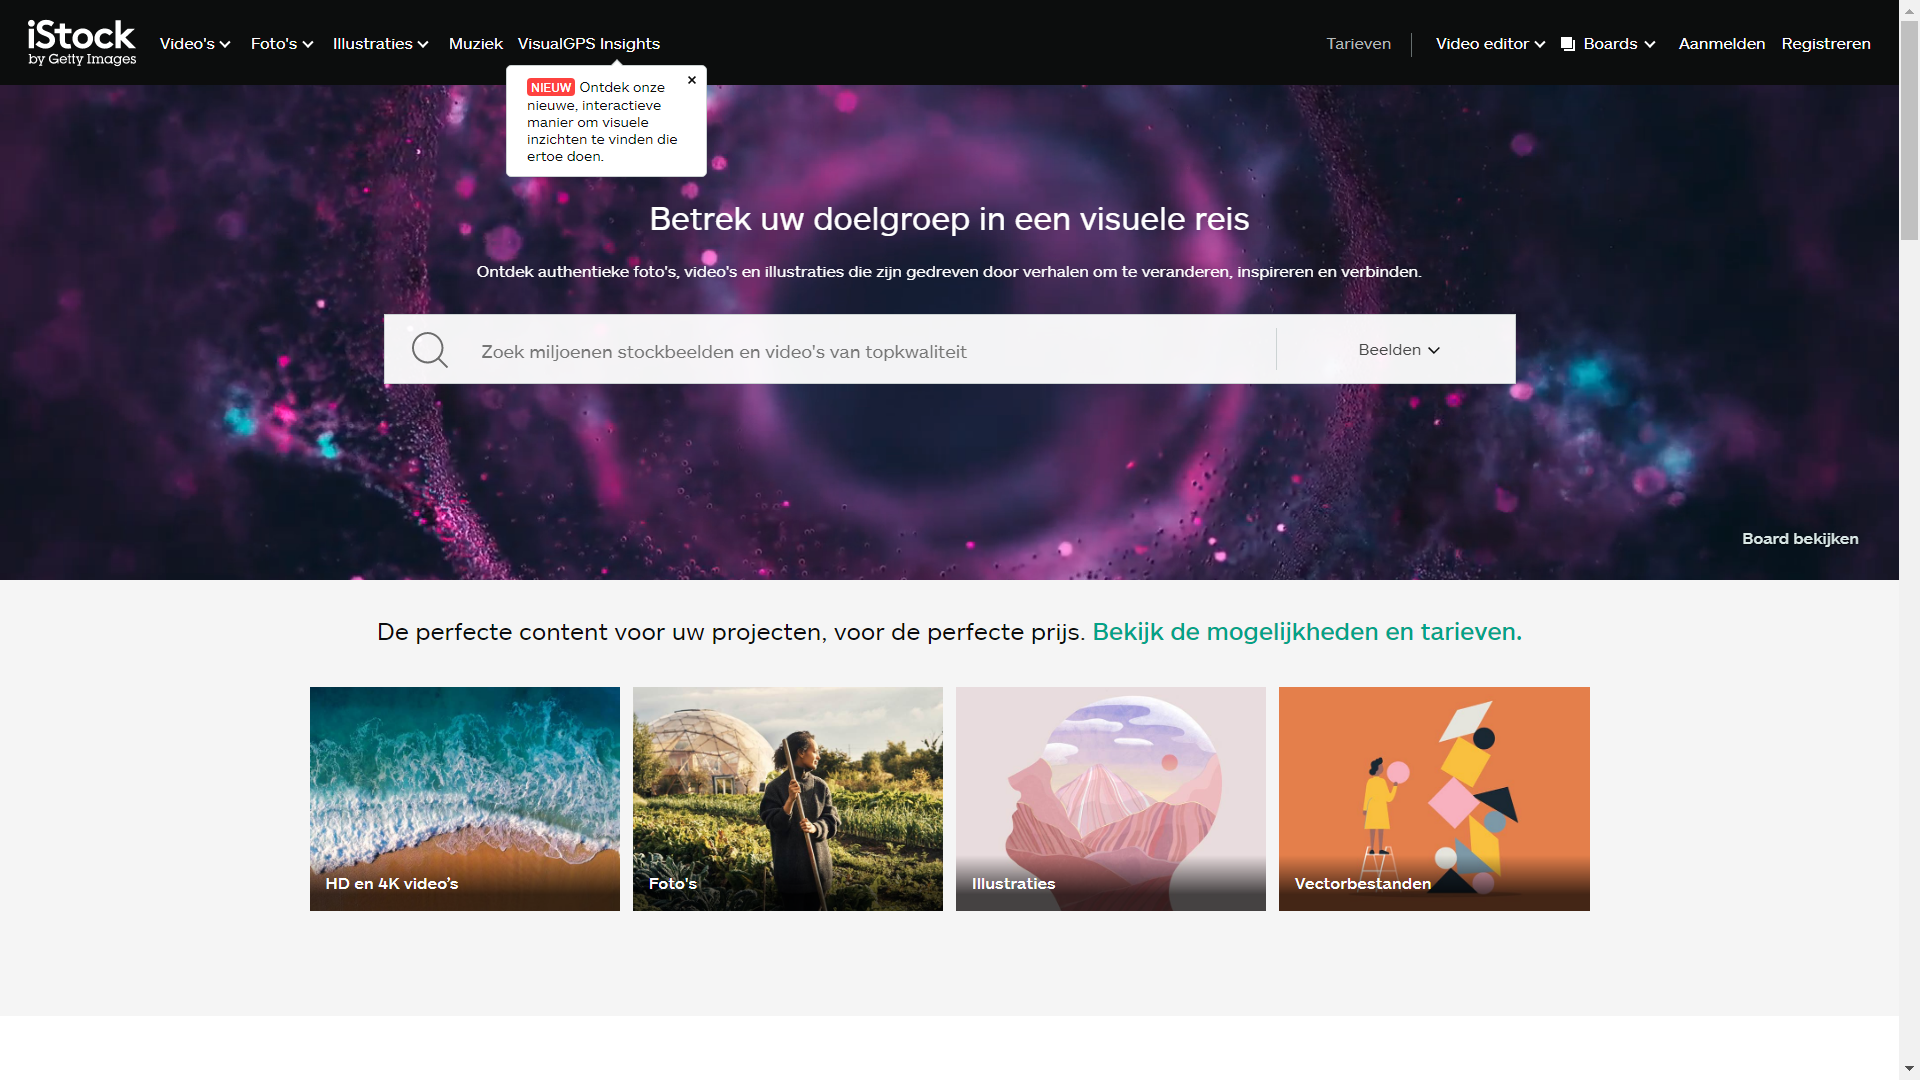 iStock
by Getty Images
Video's
Foto's
Illustraties
Muziek
VisualGPS Insights
Tarieven
Video editor
Boards
Aanmelden
Registreren
NIEUW Ontdek onze
nieuwe, interactieve
manier om visuele
inzichten te vinden die
ertoe doen.
Betrek uw doelgroep in een visuele reis
Ontdek authentieke foto's, video's en illustraties die zijn gedreven door verhalen om te veranderen, inspireren en verbinden.
Zoek miljoenen stockbeelden en video's van topkwaliteit
Beelden
Board bekijken
De perfecte content voor uw projecten, voor de perfecte prijs. Bekijk de mogelijkheden en tarieven.
HD en 4K video’s
Foto's
Illustraties
Vectorbestanden